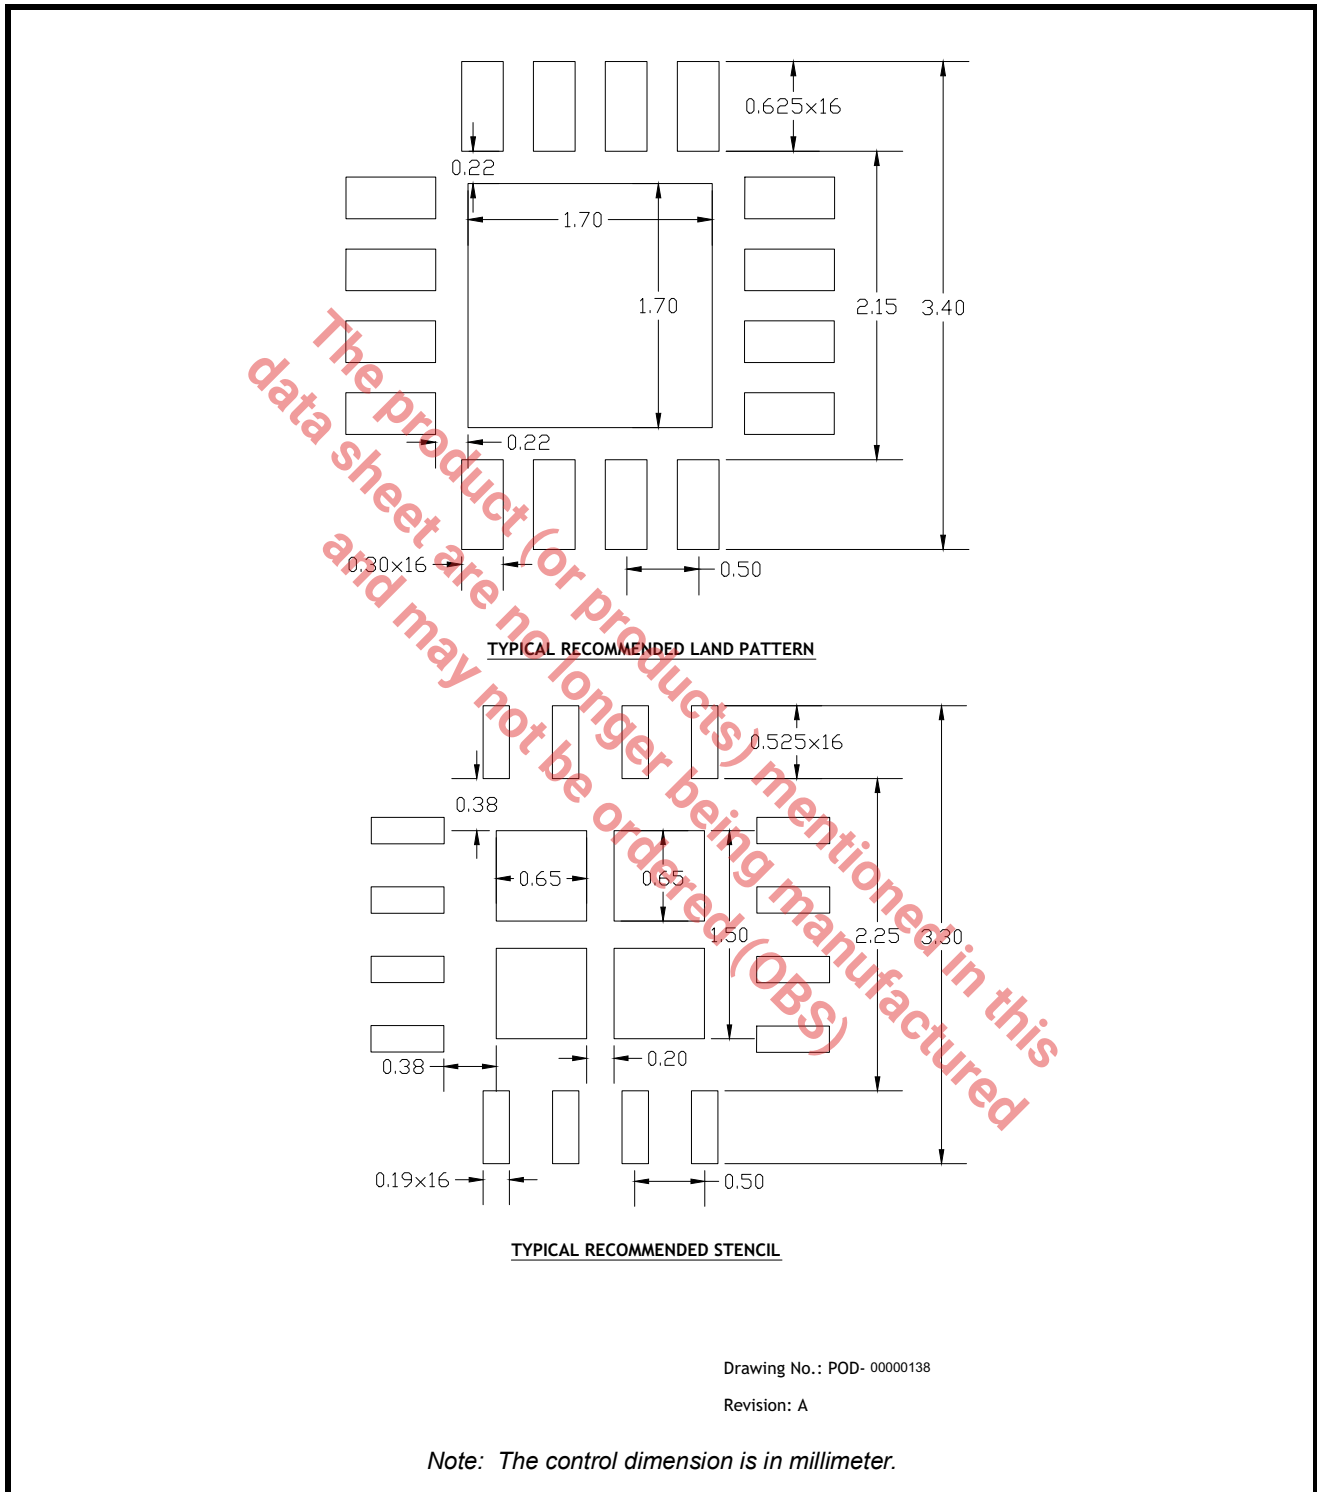 0.625x16
0.22
1.70
1.70
2.15
3.40
0.22
0.30x16
0.50
TYPICAL RECOMMENDED LAND PATTERN
0.525x16
0.38
0.65
0.65
1.50
2.25
3.30
0.20
0.38
0.19x16
0.50
TYPICAL RECOMMENDED STENCIL
The product (or products) mentioned in this
data sheet are no longer being manufactured
and may not be ordered (OBS)
Drawing No.: POD- 00000138
Revision: A
Note: The control dimension is in millimeter.